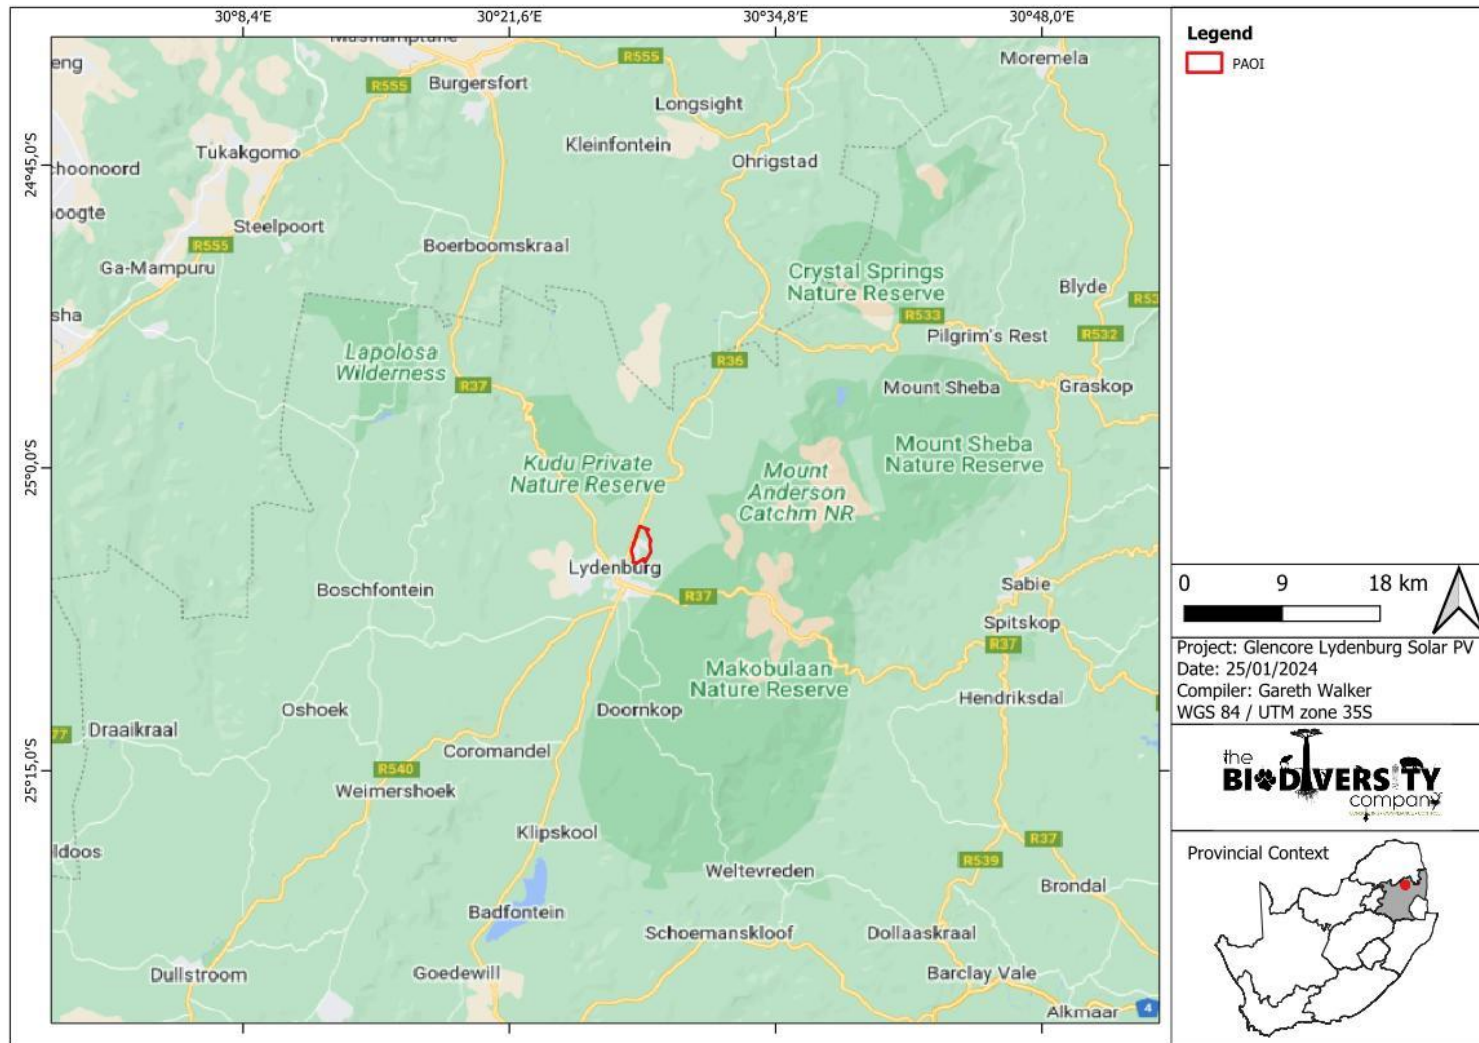 30°8,4'E
30°21,6'E
30°34,8'E
30°48,0'E
24°45,0'S
25°0,0'S
25°15,0'S
eng
R555
R555
Burgersfort
Moremela
Longsight
Kleinfontein
Tukakgomo
Ohrigstad
choonoord
oogte
Steelpoort
R555
Boerboomskraal
Ga-Mampuru
Crystal Springs
Nature Reserve
Blyde
R53
sha
R533
Pilgrim's Rest
R532
Lapolosa
Wilderness
R36
R37
Mount Sheba
Graskop
Kudu Private
Nature Reserve
Mount
Anderson
Catchm NR
Mount Sheba
Nature Reserve
Lydenburg
Boschfontein
R37
Sabie
Spitskop
R37
Makobulaan
Nature Reserve
Hendriksdal
Oshoek
Doornkop
77
Draaikraal
Coromandel
R540
Weimershoek
Klipskool
ldoos
R37
R539
Weltevreden
Brondal
Badfontein
Schoemanskloof
Dollaaskraal
Dullstroom
Goedewill
Barclay Vale
Alkmaar
4
Legend
PAOI
0 9 18 km
Project: Glencore Lydenburg Solar PV
Date: 25/01/2024
Compiler: Gareth Walker
WGS 84 / UTM zone 35S
the
BIODIVERSITY
company
Provincial Context